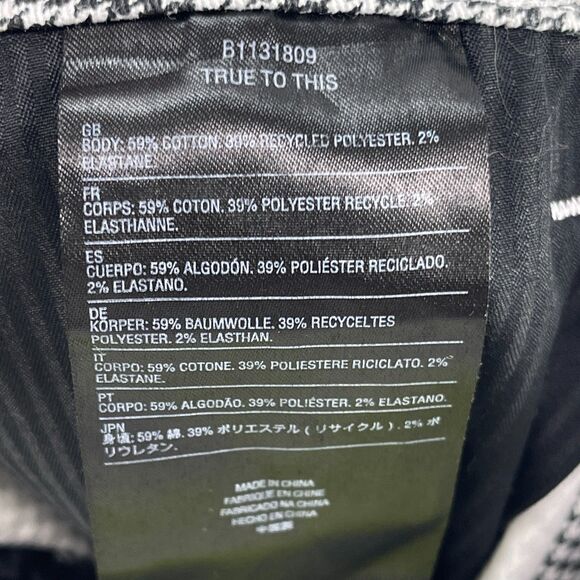 B1131809
TRUE TO THIS
GB
BODY: 59% COTTON. 39% RECYCLED POLYESTER. 2%
ELASTANE
FR
CORPS: 59% COTON. 39% POLYESTER RECYCLE. 2%
ELASTHANNE.
ES
CUERPO: 59% ALGODÓN. 39% POLIÉSTER RECICLADO.
2% ELASTANO.
DE
KÖRPER: 59% BAUMWOLLE. 39% RECYCELTES
POLYESTER. 2% ELASTHAN.
IT
CORPO: 59% COTONE. 39% POLIESTERE RICICLATO. 2%
ELASTANE.
PT
CORPO: 59% ALGODÃO. 39% POLIÉSTER. 2% ELASTANO.
JPN
身頃: 59% 綿. 39% ポリエステル ( リサイクル ) . 2% ポ
リウレタン.
MADE IN CHINA
FABRIQUE EN CHINE
FABRICADO NA CHINA
HECHO EN CHINA
中国製